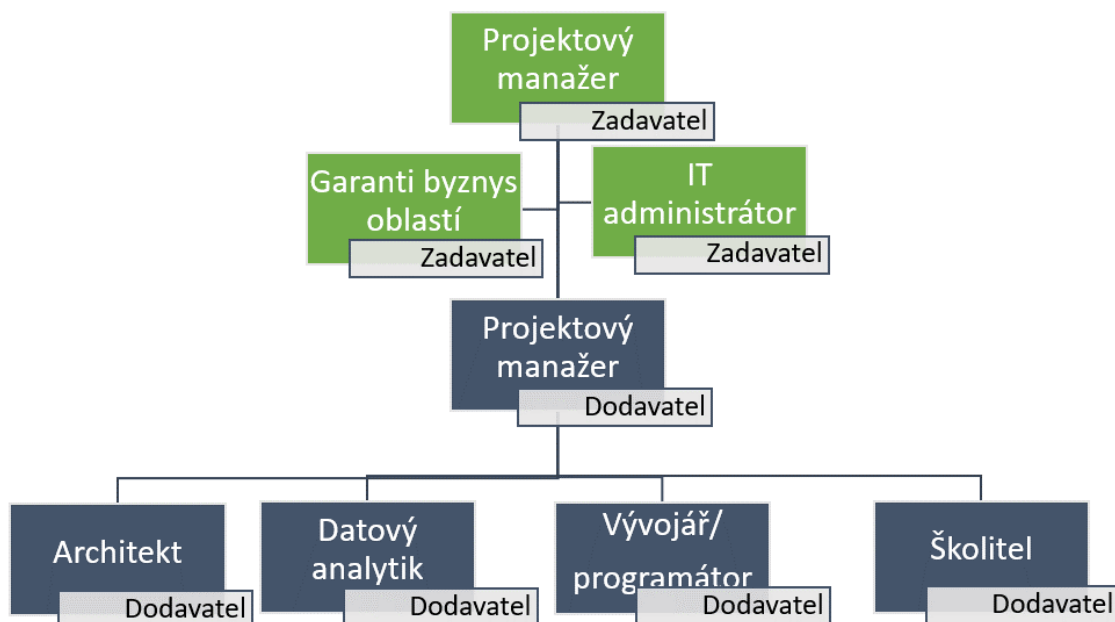 Projektový
manažer
Zadavatel
Garanti byznys
oblastí
Zadavatel
IT
administrátor
Zadavatel
Projektový
manažer
Dodavatel
Architekt
Dodavatel
Datový
analytik
Dodavatel
Vývojář/
programátor
Dodavatel
Školitel
Dodavatel